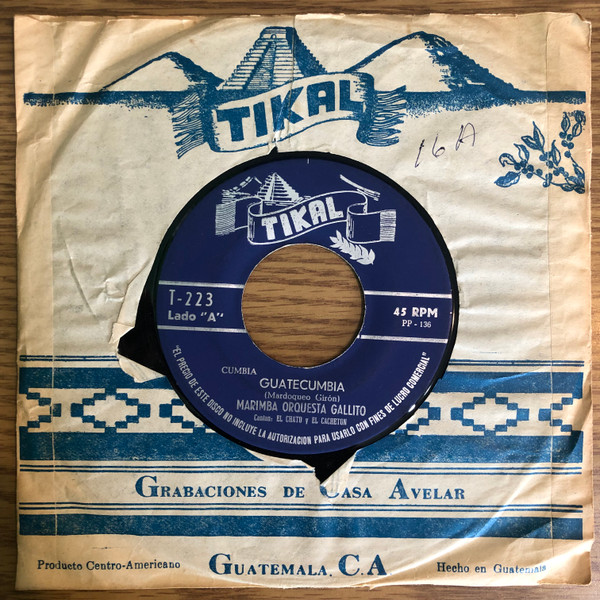 TIKAL
16 A
TIKAL
T-223
Lado "A"
45 RPM
PP - 136
CUMBIA
GUATECUMBIA
(Mardoqueo Girón)
MARIMBA ORQUESTA GALLITO
Cantan: EL CHATO y EL CACHETON
"EL PRECIO DE ESTE DISCO NO INCLUYE LA AUTORIZACION PARA USARLO CON FINES DE LUCRO COMERCIAL"
GRABACIONES DE CASA AVELAR
Producto Centro-Americano
GUATEMALA, C.A
Hecho en Guatemala